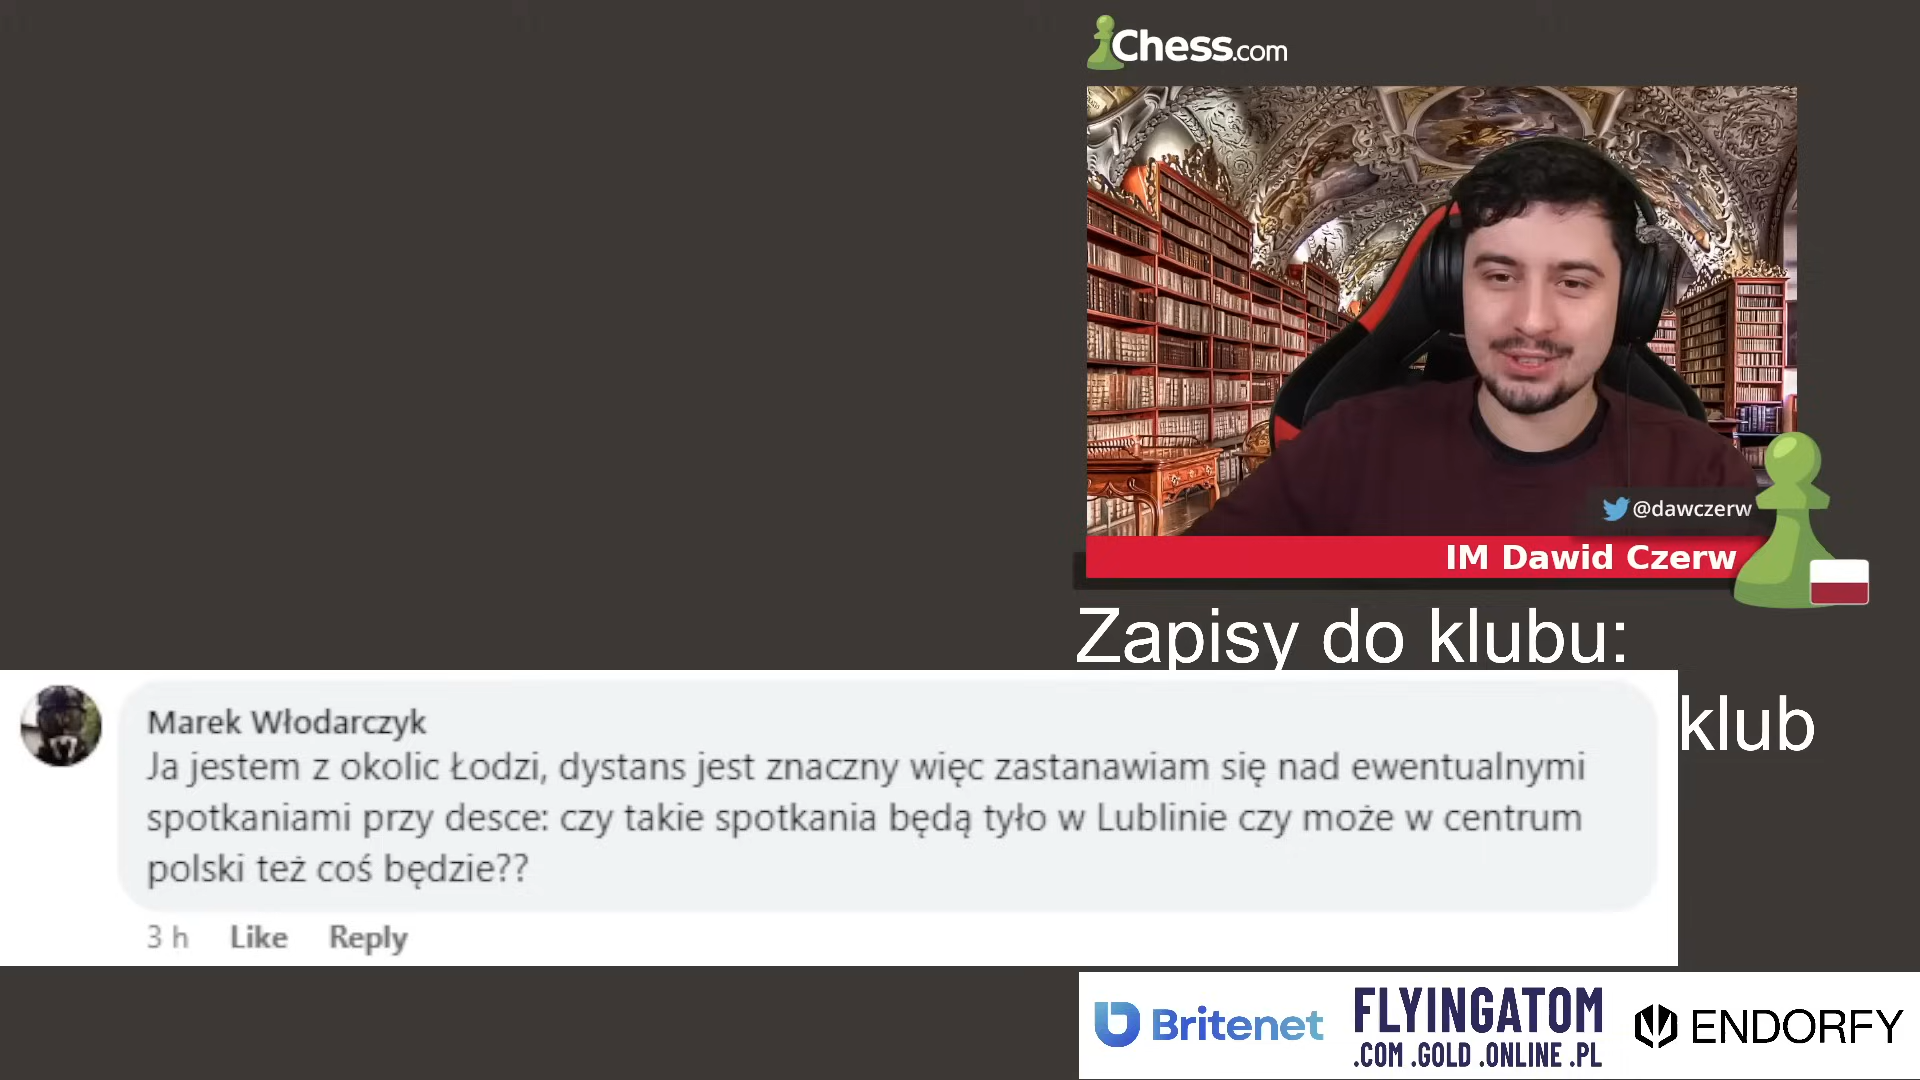 Chess.com
@dawczerw
IM Dawid Czerw
Zapisy do klubu:
klub
Marek Włodarczyk
Ja jestem z okolic Łodzi, dystans jest znaczny więc zastanawiam się nad ewentualnymi
spotkaniami przy desce: czy takie spotkania będą tyło w Lublinie czy może w centrum
polski też coś będzie??
3 h Like Reply
Britenet
FLYINGATOM
.COM .GOLD .ONLINE .PL
ENDORFY